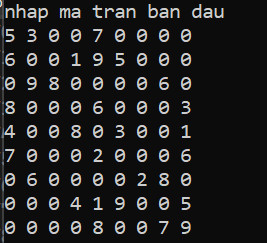 nhap ma tran ban dau
5 3 0 0 7 0 0 0 0
6 0 0 1 9 5 0 0 0
0 9 8 0 0 0 0 6 0
8 0 0 0 6 0 0 0 3
4 0 0 8 0 3 0 0 1
7 0 0 0 2 0 0 0 6
0 6 0 0 0 0 2 8 0
0 0 0 4 1 9 0 0 5
0 0 0 0 8 0 0 7 9